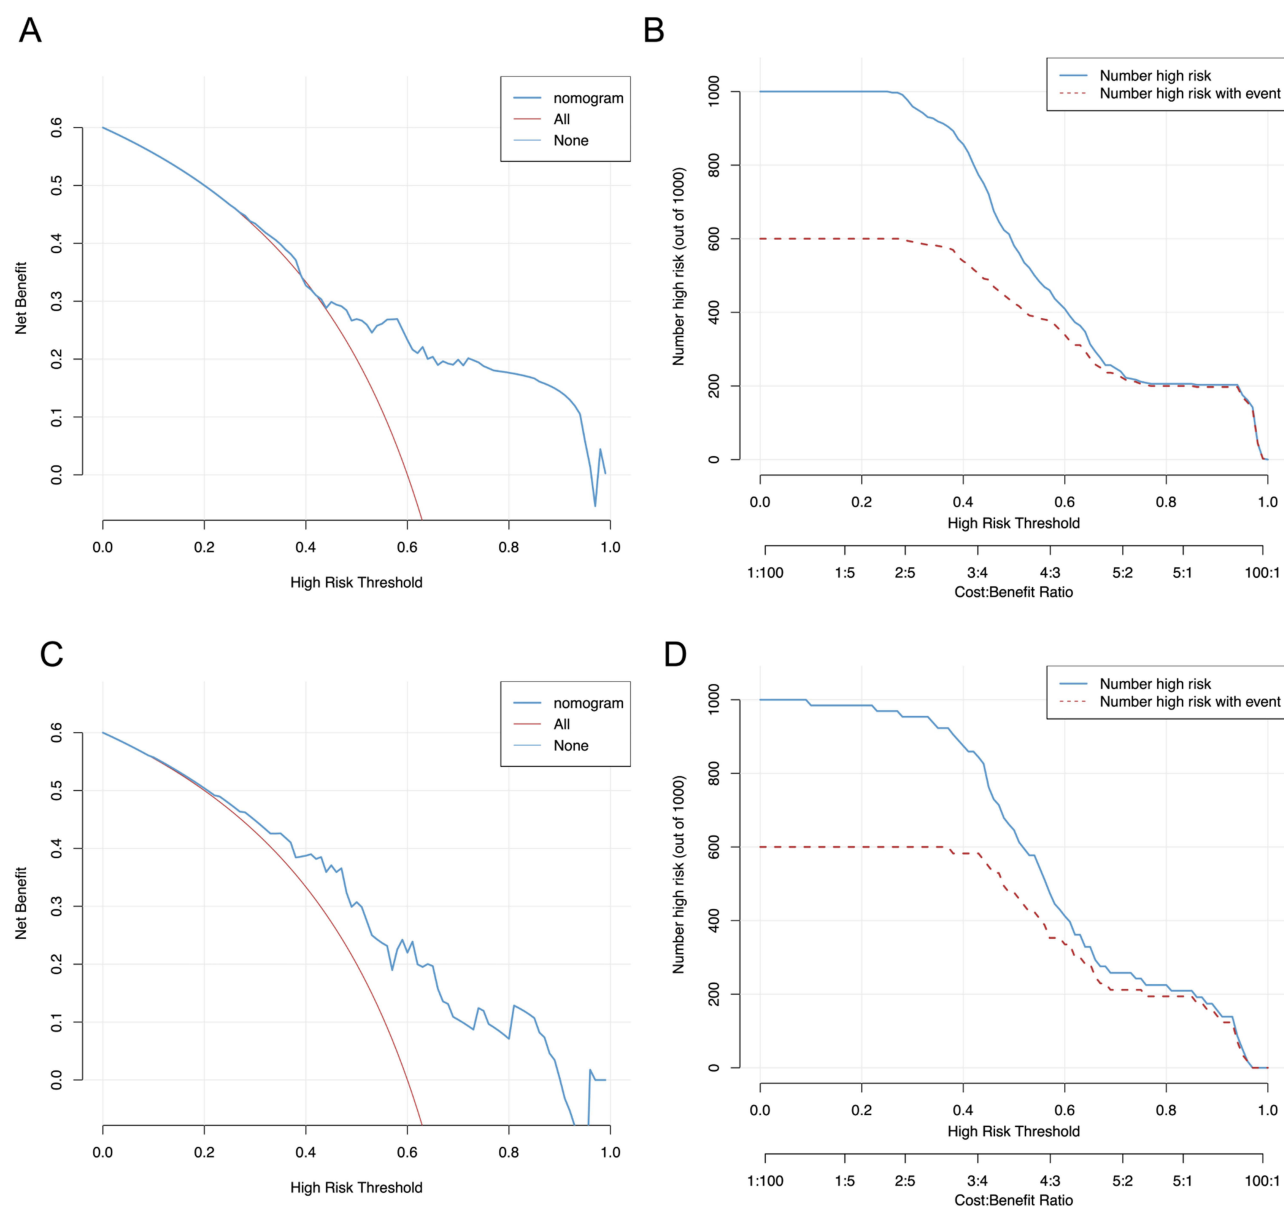 A
nomogram
All
None
0.6
0.5
0.4
0.3
0.2
0.1
0.0
Net Benefit
0.0 0.2 0.4 0.6 0.8 1.0
High Risk Threshold
B
Number high risk
Number high risk with event
1000
800
600
400
200
0
Number high risk (out of 1000)
0.0 0.2 0.4 0.6 0.8 1.0
High Risk Threshold
1:100 1:5 2:5 3:4 4:3 5:2 5:1 100:1
Cost:Benefit Ratio
C
nomogram
All
None
0.6
0.5
0.4
0.3
0.2
0.1
0.0
Net Benefit
0.0 0.2 0.4 0.6 0.8 1.0
High Risk Threshold
D
Number high risk
Number high risk with event
1000
800
600
400
200
0
Number high risk (out of 1000)
0.0 0.2 0.4 0.6 0.8 1.0
High Risk Threshold
1:100 1:5 2:5 3:4 4:3 5:2 5:1 100:1
Cost:Benefit Ratio